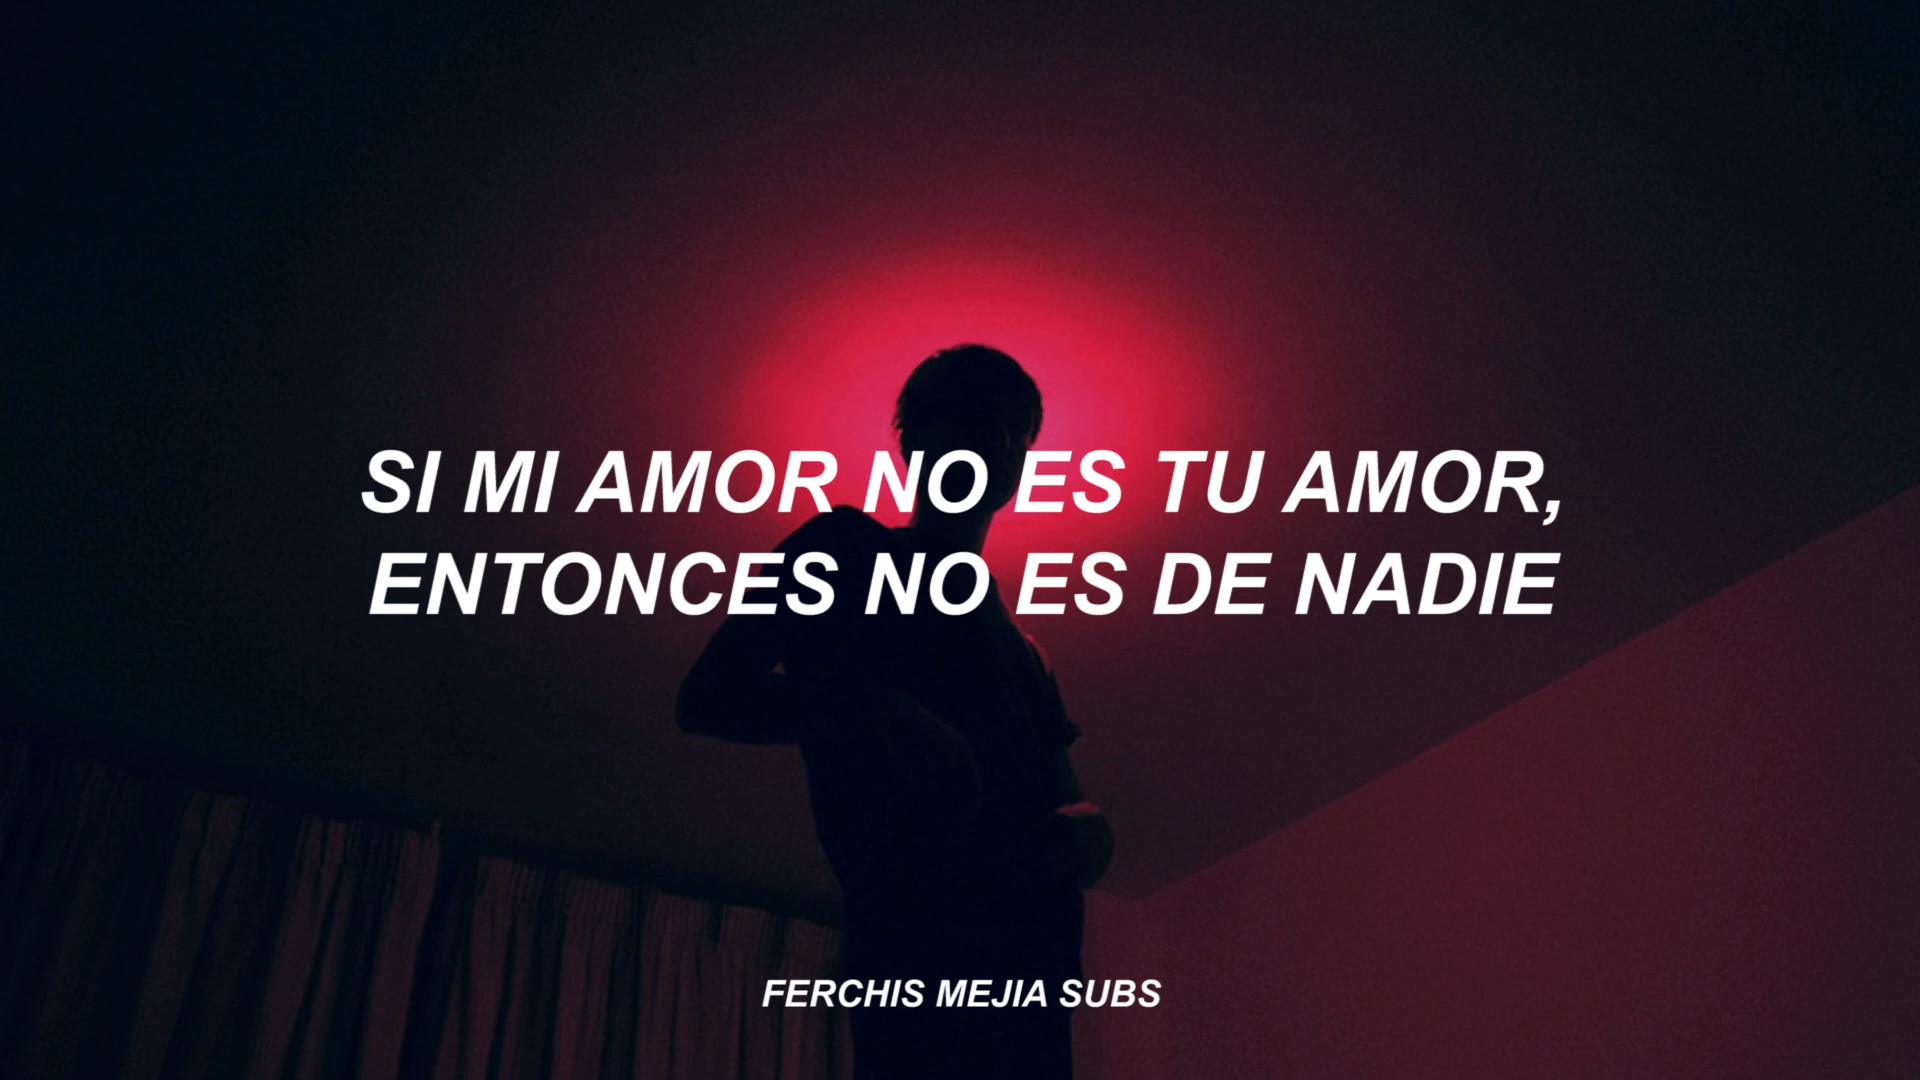 SI MI AMOR NO ES TU AMOR,
ENTONCES NO ES DE NADIE
FERCHIS MEJIA SUBS